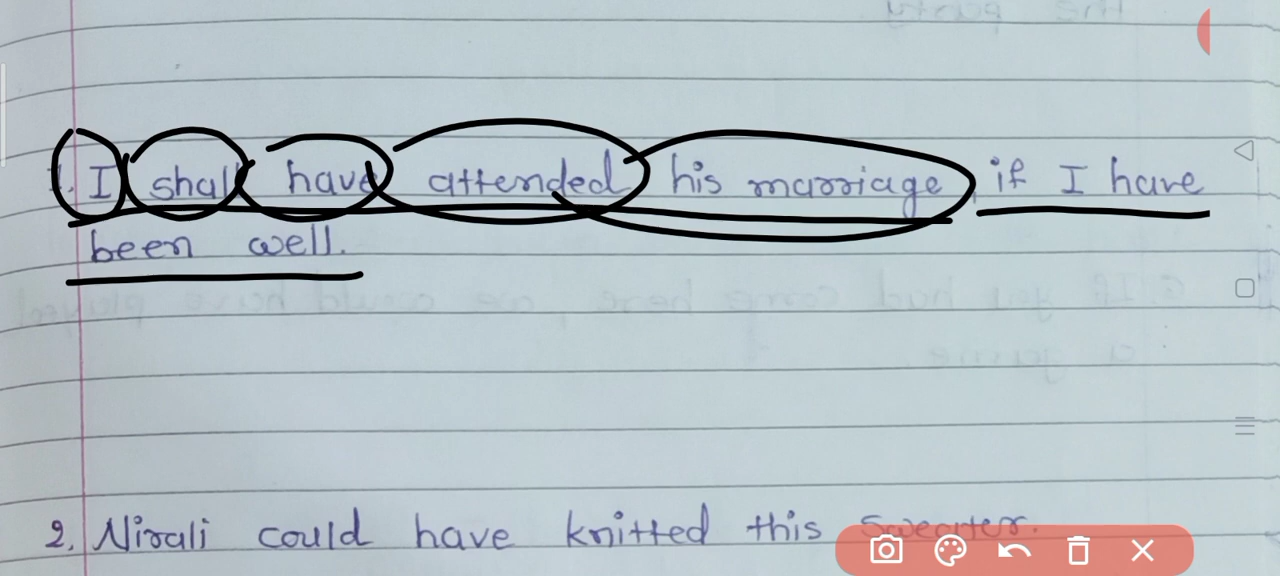 1. I shall have attended his marriage if I have
been well.
2. Nirali could have knitted this sweater.